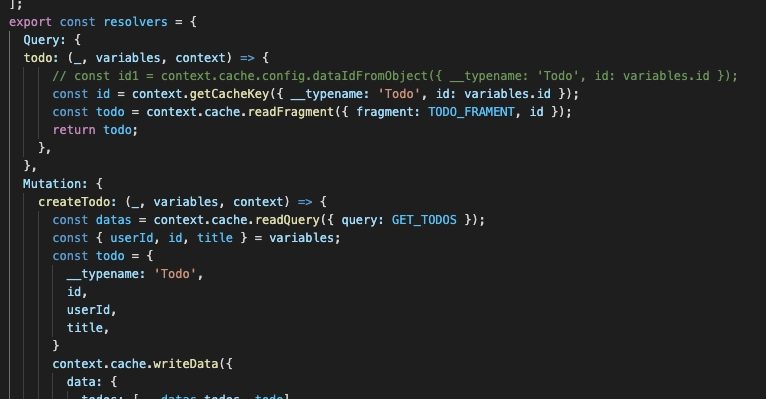 ];
export const resolvers = {
Query: {
todo: (_, variables, context) => {
// const id1 = context.cache.config.dataIdFromObject({ __typename: 'Todo', id: variables.id });
const id = context.getCacheKey({ __typename: 'Todo', id: variables.id });
const todo = context.cache.readFragment({ fragment: TODO_FRAMENT, id });
return todo;
},
},
Mutation: {
createTodo: (_, variables, context) => {
const datas = context.cache.readQuery({ query: GET_TODOS });
const { userId, id, title } = variables;
const todo = {
__typename: 'Todo',
id,
userId,
title,
}
context.cache.writeData({
data: {
todos: [...datas.todos, todo]